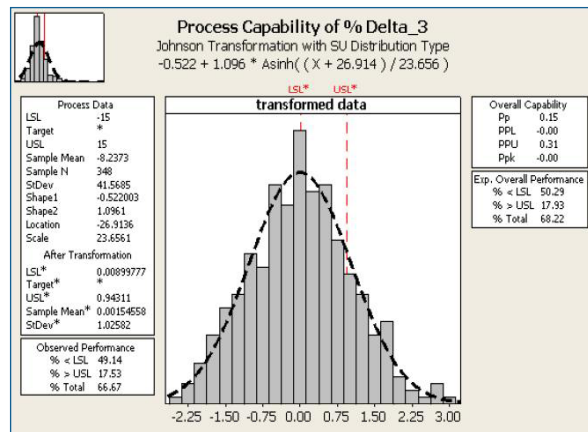 Process Capability of % Delta_3
Johnson Transformation with SU Distribution Type
-0.522 + 1.096 * Asinh( ( X + 26.914 ) / 23.656 )
LSL* USL*
transformed data
Process Data
LSL -15
Target *
USL 15
Sample Mean -8.2373
Sample N 348
StDev 41.5685
Shape1 -0.522003
Shape2 1.0961
Location -26.9136
Scale 23.6561
After Transformation
LSL* 0.00899777
Target* *
USL* 0.94311
Sample Mean* 0.00154558
StDev* 1.02582
Observed Performance
% < LSL 49.14
% > USL 17.53
% Total 66.67
Overall Capability
Pp 0.15
PPL -0.00
PPU 0.31
Ppk -0.00
Exp. Overall Performance
% < LSL 50.29
% > USL 17.93
% Total 68.22
-2.25 -1.50 -0.75 0.00 0.75 1.50 2.25 3.00